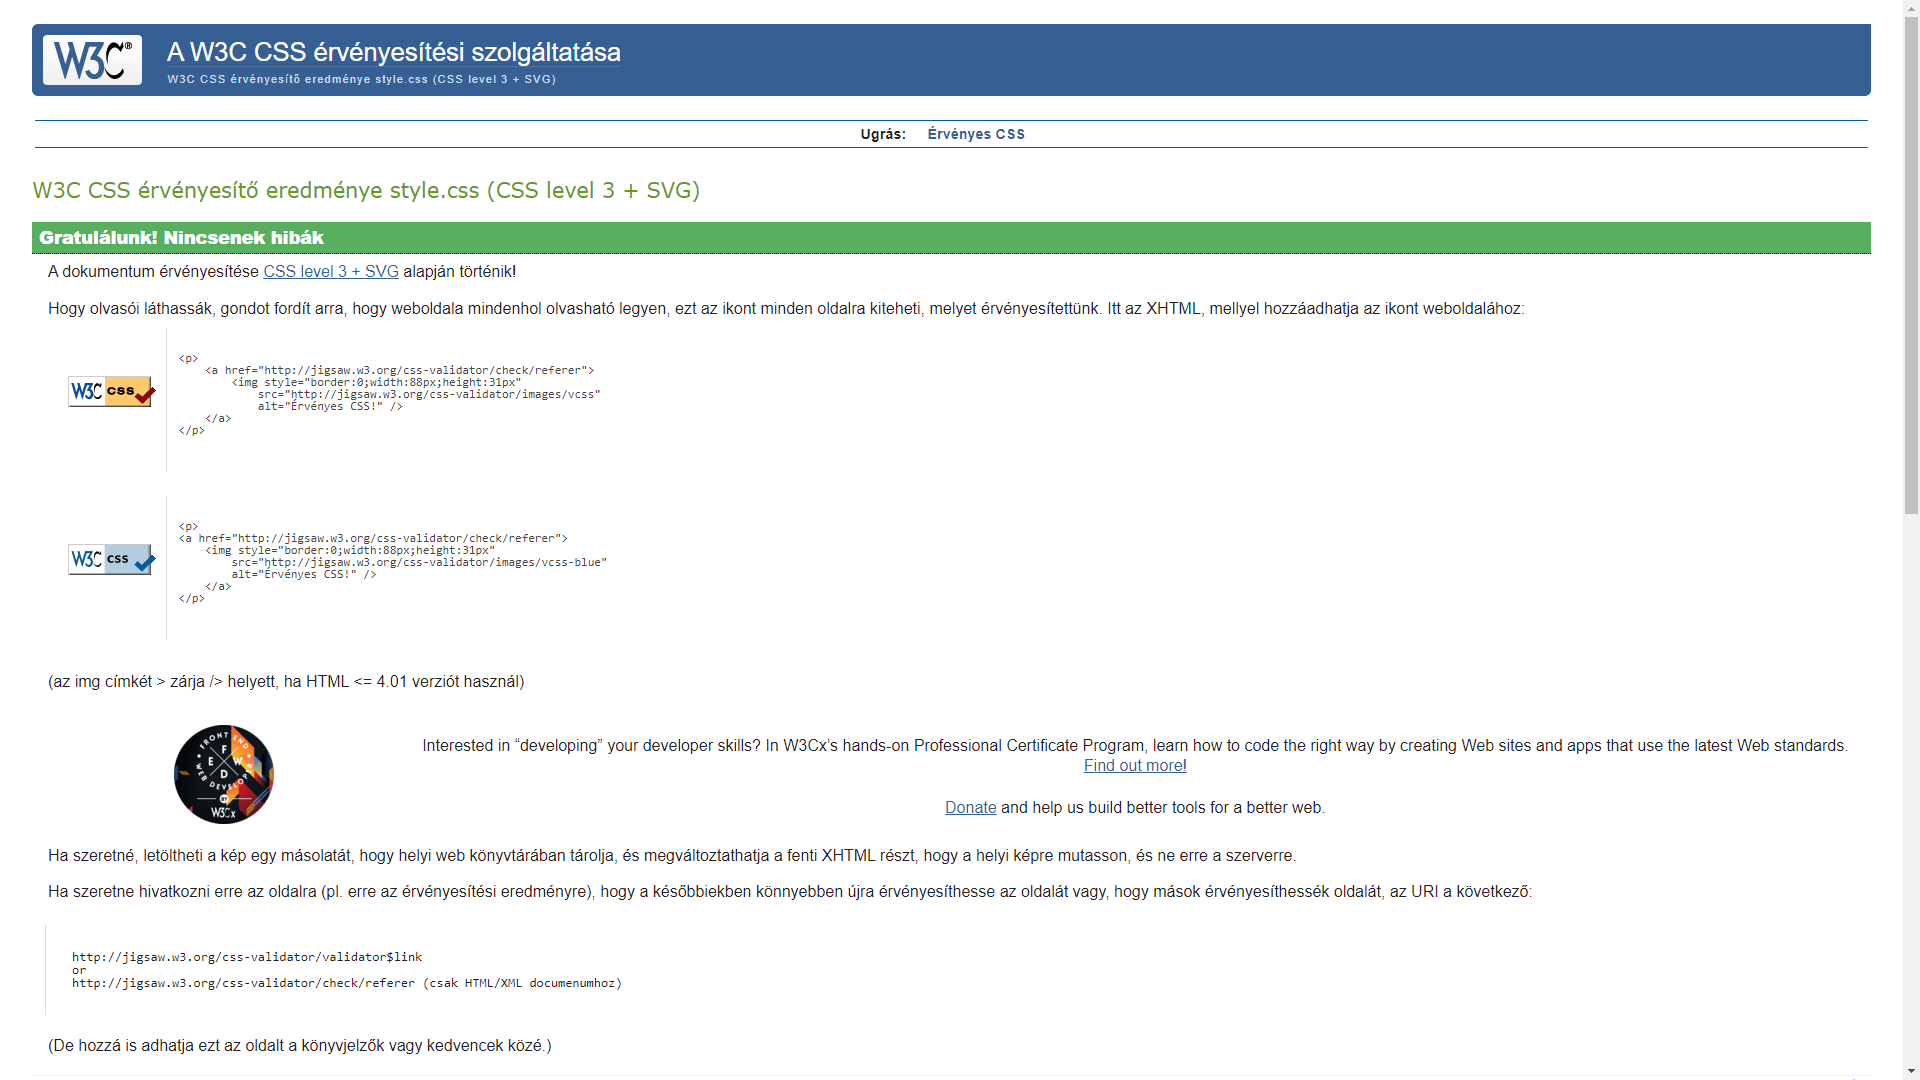 W3C®
A W3C CSS érvényesítési szolgáltatása
W3C CSS érvényesítő eredménye style.css (CSS level 3 + SVG)
Ugrás: Érvényes CSS
W3C CSS érvényesítő eredménye style.css (CSS level 3 + SVG)
Gratulálunk! Nincsenek hibák
A dokumentum érvényesítése CSS level 3 + SVG alapján történik!
Hogy olvasói láthassák, gondot fordít arra, hogy weboldala mindenhol olvasható legyen, ezt az ikont minden oldalra kiteheti, melyet érvényesítettünk. Itt az XHTML, mellyel hozzáadhatja az ikont weboldalához:
W3C css
<p>
<a href="http://jigsaw.w3.org/css-validator/check/referer">
<img style="border:0;width:88px;height:31px"
src="http://jigsaw.w3.org/css-validator/images/vcss"
alt="Érvényes CSS!" />
</a>
</p>
W3C css
<p>
<a href="http://jigsaw.w3.org/css-validator/check/referer">
<img style="border:0;width:88px;height:31px"
src="http://jigsaw.w3.org/css-validator/images/vcss-blue"
alt="Érvényes CSS!" />
</a>
</p>
(az img címkét > zárja /> helyett, ha HTML <= 4.01 verziót használ)
FRONT END
F E W D
WEB DEVELOPER
W3Cx
Interested in “developing” your developer skills? In W3Cx’s hands-on Professional Certificate Program, learn how to code the right way by creating Web sites and apps that use the latest Web standards.
Find out more!
Donate and help us build better tools for a better web.
Ha szeretné, letöltheti a kép egy másolatát, hogy helyi web könyvtárában tárolja, és megváltoztathatja a fenti XHTML részt, hogy a helyi képre mutasson, és ne erre a szerverre.
Ha szeretne hivatkozni erre az oldalra (pl. erre az érvényesítési eredményre), hogy a későbbiekben könnyebben újra érvényesíthesse az oldalát vagy, hogy mások érvényesíthessék oldalát, az URI a következő:
http://jigsaw.w3.org/css-validator/validator$link
or
http://jigsaw.w3.org/css-validator/check/referer (csak HTML/XML documenumhoz)
(De hozzá is adhatja ezt az oldalt a könyvjelzők vagy kedvencek közé.)